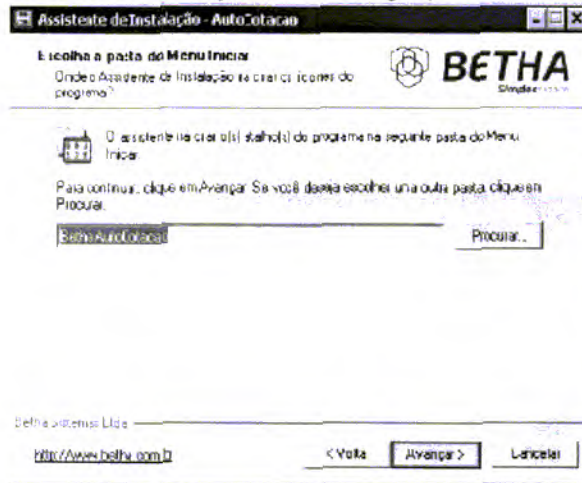 Assistente de Instalação - AutoCotacao
Escolha a pasta do Menu Iniciar
Onde o Assistente de Instalação ira criar os ícones do
programa?
BETHA
O assistente ira criar o(s) atalho(s) do programa na seguinte pasta do Menu
Iniciar
Para continuar, clique em Avançar. Se você deseja escolher uma outra pasta, clique em
Procurar.
Betha AutoCotacao
Procurar...
Betha Sistemas Ltda
http://www.betha.com.br
< Volta
Avançar >
Cancelar